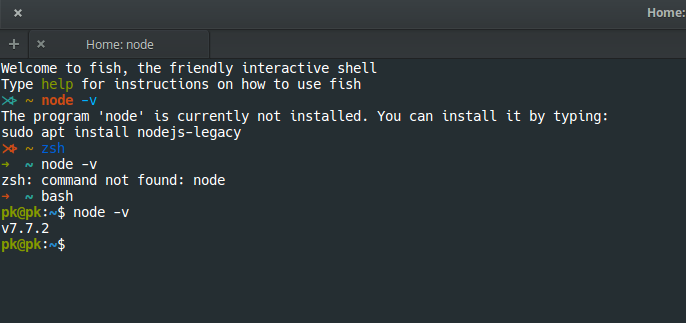 Home:
Home: node
Welcome to fish, the friendly interactive shell
Type help for instructions on how to use fish
⋊> ~ node -v
The program 'node' is currently not installed. You can install it by typing:
sudo apt install nodejs-legacy
⋊> ~ zsh
➜  ~ node -v
zsh: command not found: node
➜  ~ bash
pk@pk:~$ node -v
v7.7.2
pk@pk:~$